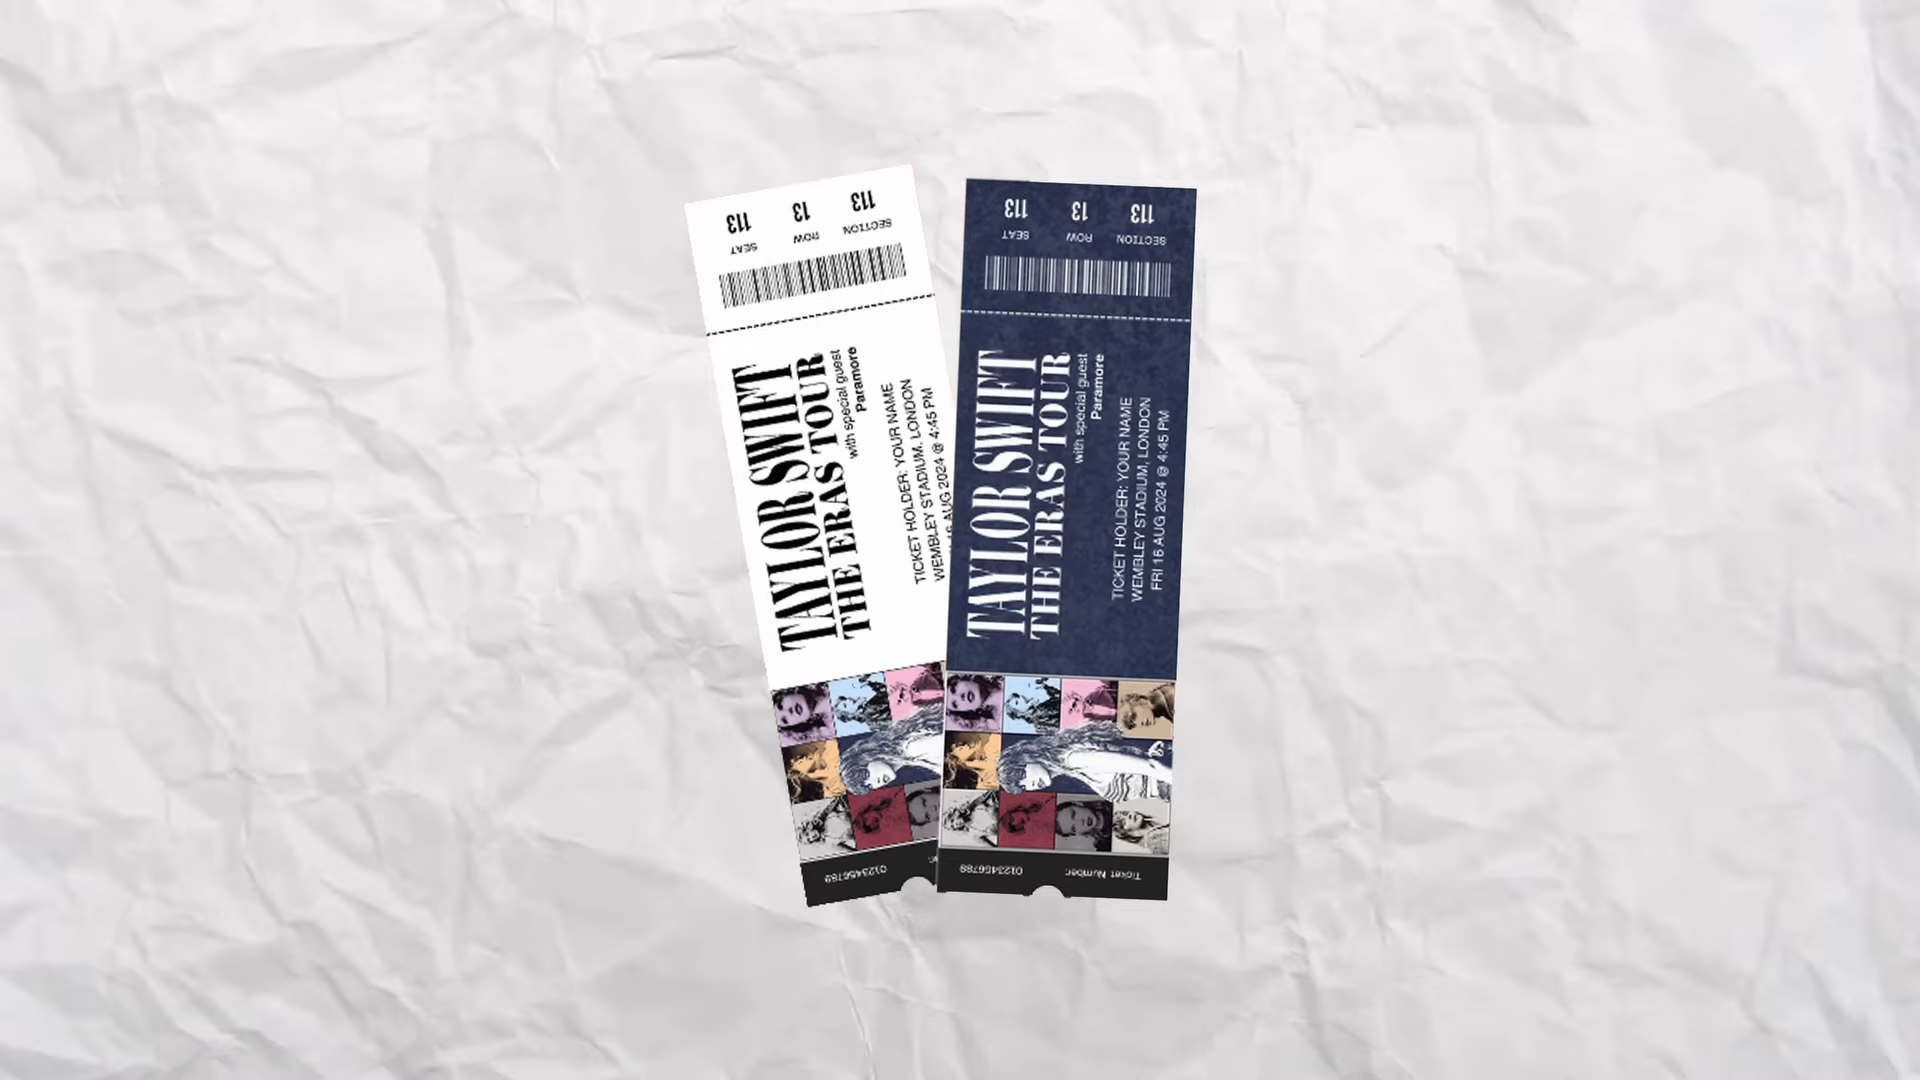 113 13 113
SEAT ROW SECTION
TAYLOR SWIFT
THE ERAS TOUR
with special guest
Paramore
TICKET HOLDER: YOUR NAME
WEMBLEY STADIUM, LONDON
AUG 2024 @ 4:45 PM
0123456789
113 13 113
SEAT ROW SECTION
TAYLOR SWIFT
THE ERAS TOUR
with special guest
Paramore
TICKET HOLDER: YOUR NAME
WEMBLEY STADIUM, LONDON
FRI 16 AUG 2024 @ 4:45 PM
Ticket Number: 0123456789